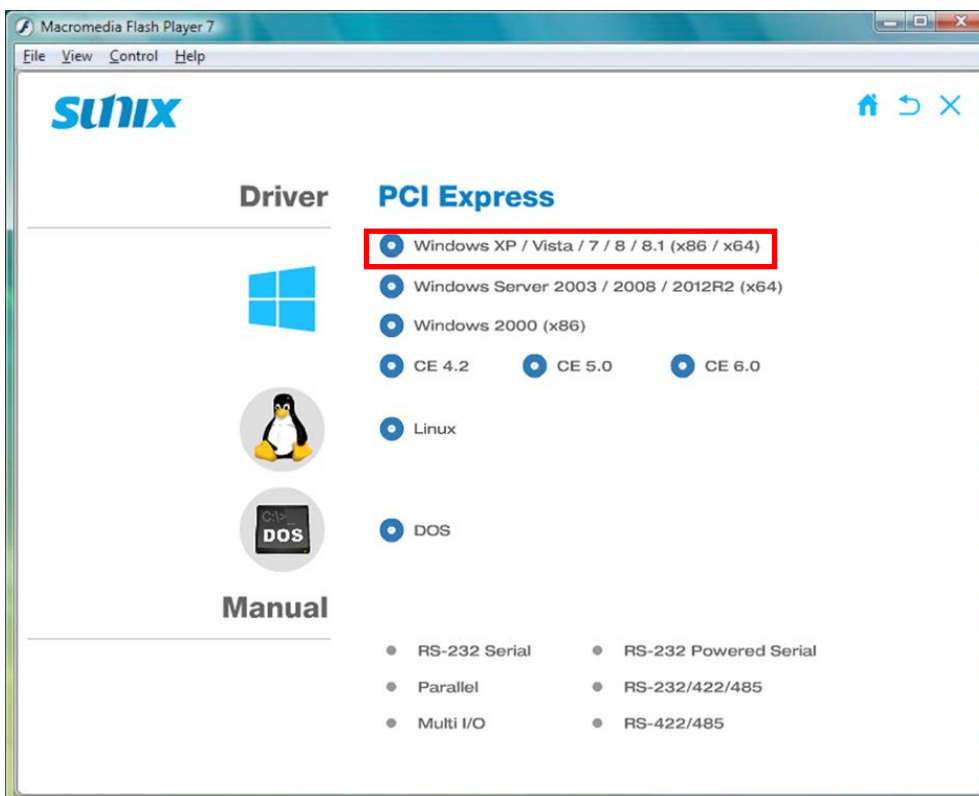 Macromedia Flash Player 7
File View Control Help
SUNIX
Driver
PCI Express
Windows XP / Vista / 7 / 8 / 8.1 (x86 / x64)
Windows Server 2003 / 2008 / 2012R2 (x64)
Windows 2000 (x86)
CE 4.2 CE 5.0 CE 6.0
Linux
C:\>_
DOS
DOS
Manual
RS-232 Serial RS-232 Powered Serial
Parallel RS-232/422/485
Multi I/O RS-422/485